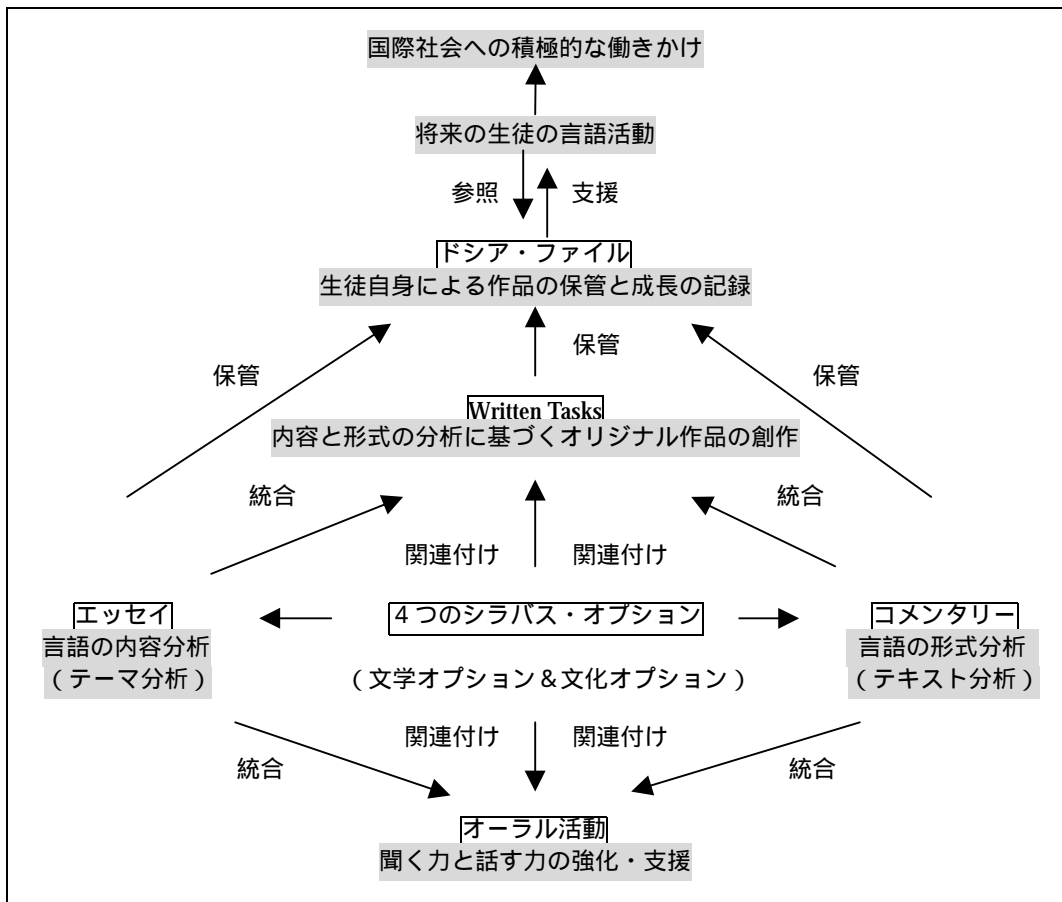 国際社会への積極的な働きかけ
将来の生徒の言語活動
参照 支援
ドシア・ファイル
生徒自身による作品の保管と成長の記録
保管
保管 保管
Written Tasks
内容と形式の分析に基づくオリジナル作品の創作
統合 統合
関連付け 関連付け
エッセイ 4つのシラバス・オプション コメンタリー
言語の内容分析 言語の形式分析
(テーマ分析) (文学オプション&文化オプション) (テキスト分析)
関連付け 関連付け
統合 統合
オーラル活動
聞く力と話す力の強化・支援